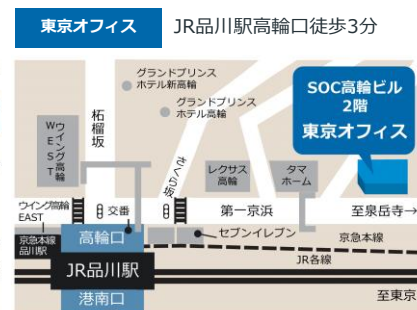 東京オフィス
JR品川駅高輪口徒歩3分
グランドプリンス
ホテル新高輪
グランドプリンス
ホテル高輪
SOC高輪ビル
2階
東京オフィス
柘榴坂
ウイング高輪
WEST
さくら坂
レクサス
高輪
タマ
ホーム
ウイング高輪
EAST
交番
第一京浜
至泉岳寺→
京急本線
品川駅
高輪口
セブンイレブン
京急本線
JR各線
JR品川駅
港南口
至東京